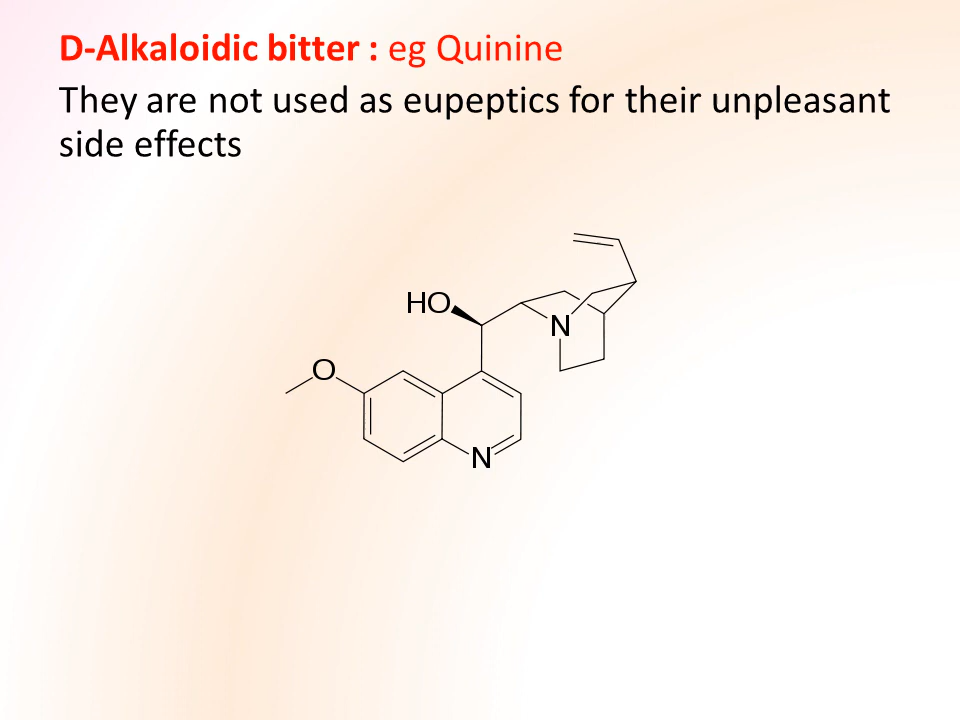 D-Alkaloidic bitter : eg Quinine
They are not used as eupeptics for their unpleasant
side effects
HO
N
O
N